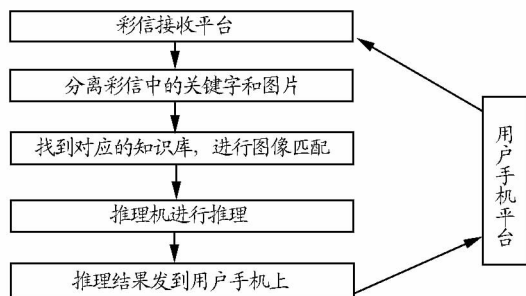 彩信接收平台
分离彩信中的关键字和图片
找到对应的知识库，进行图像匹配
推理机进行推理
推理结果发到用户手机上
用户手机平台